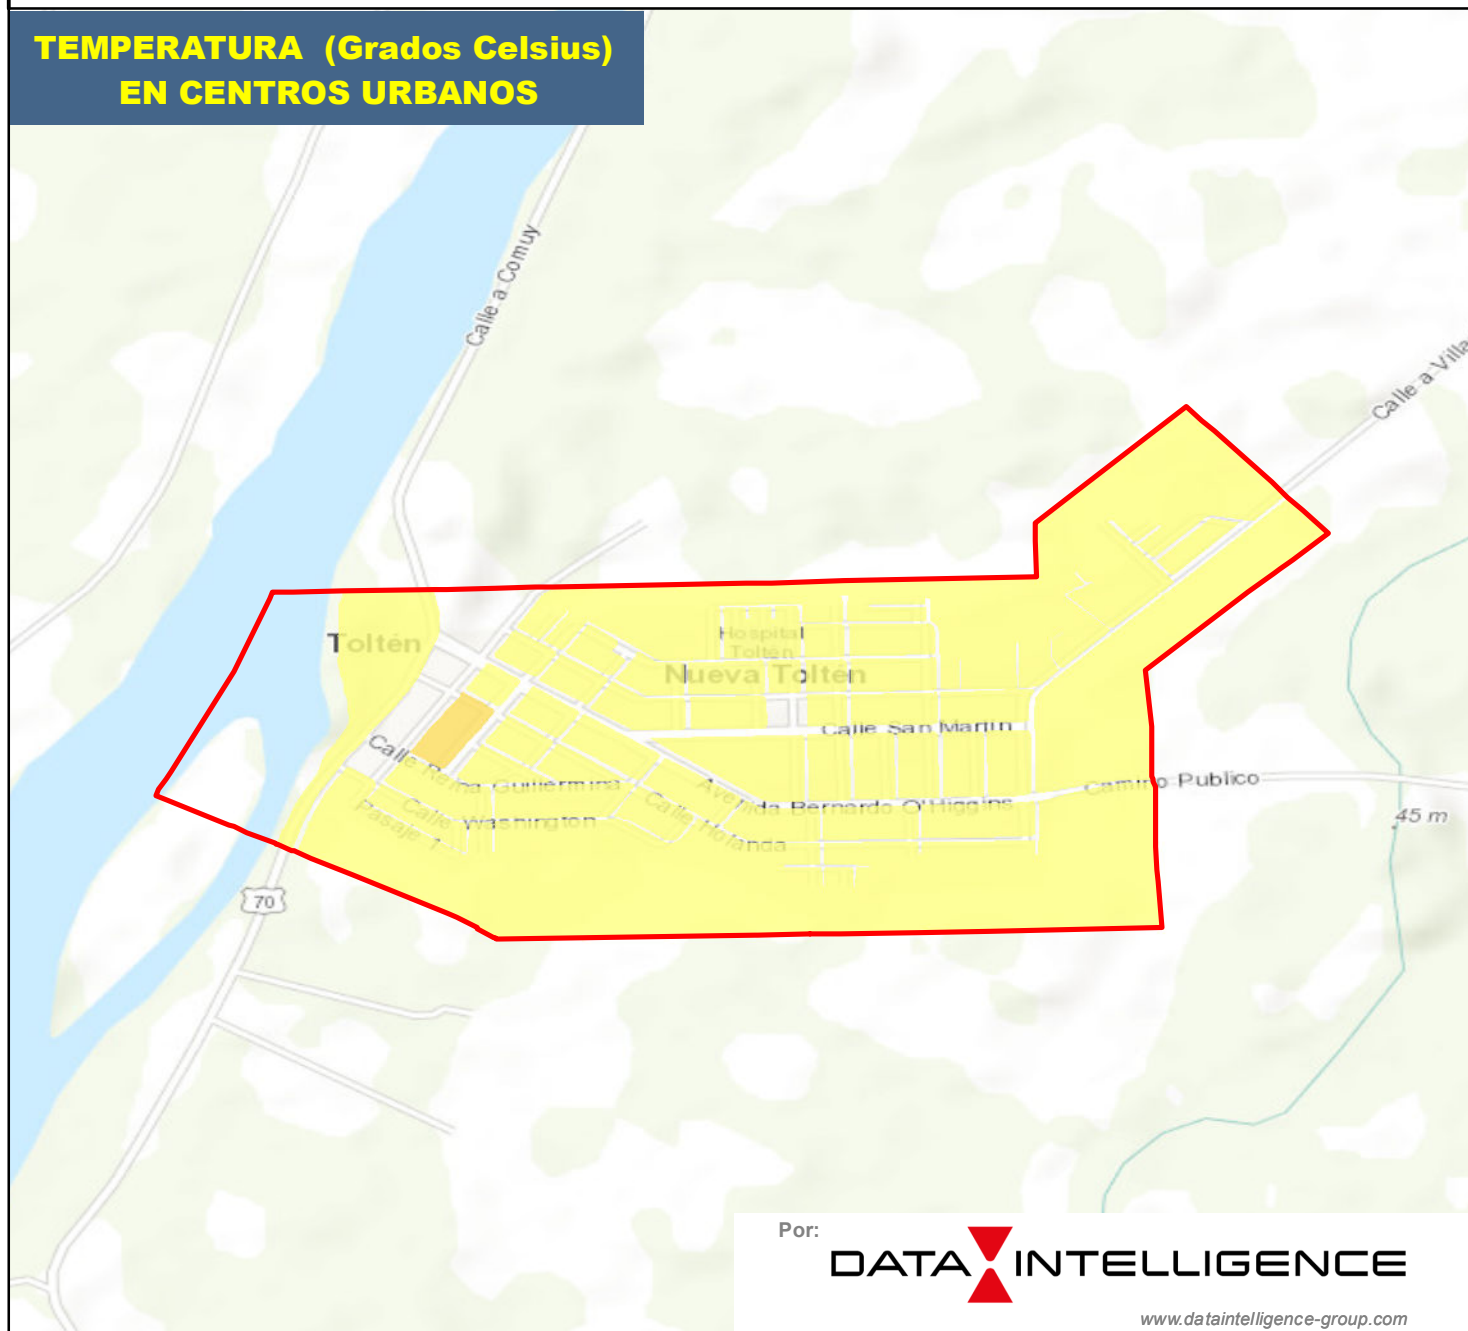 TEMPERATURA (Grados Celsius)
EN CENTROS URBANOS
Calle a Comuy
Calle a Villa
Toltén
Hospital
Toltén
Nueva Toltén
Calle San Martin
Calle Reina Guillermina
Avenida Bernardo O'Higgins
Camino Publico
Calle Washington
Calle Holanda
Pasaje 1
45 m
70
Por:
DATA INTELLIGENCE
www.dataintelligence-group.com